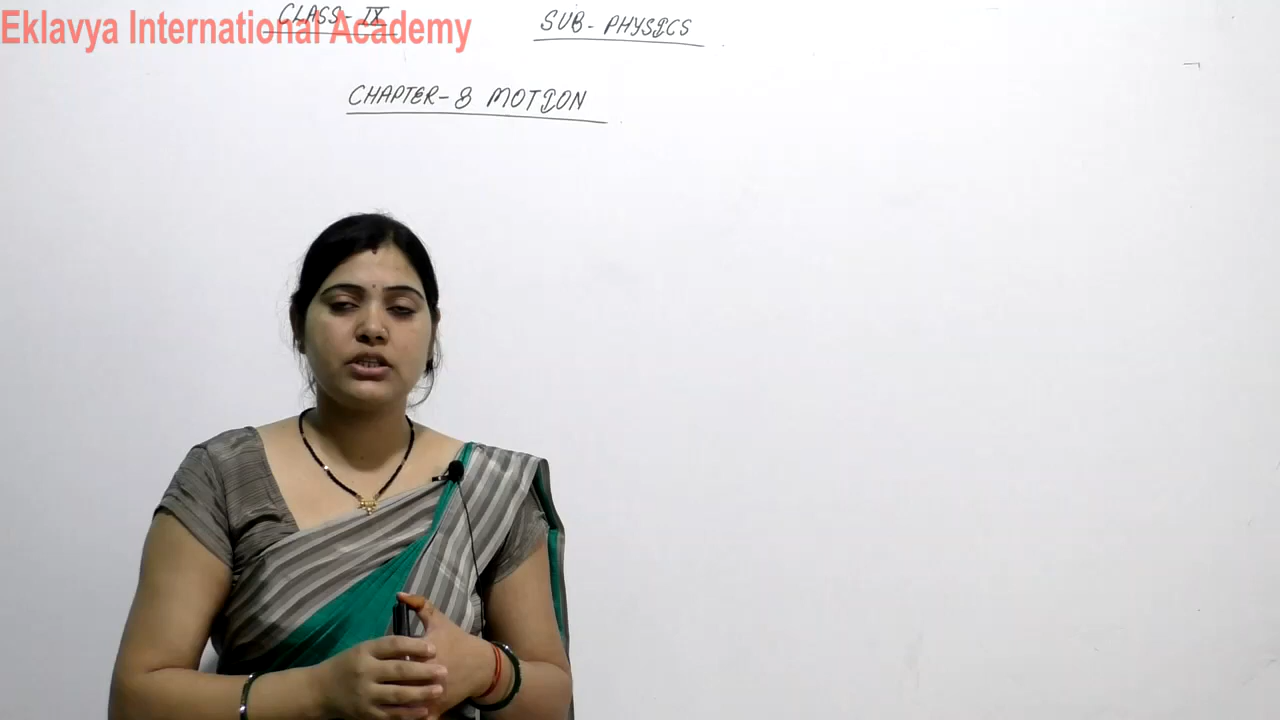 CLASS-IX SUB-PHYSICS
Eklavya International Academy
CHAPTER-8 MOTION